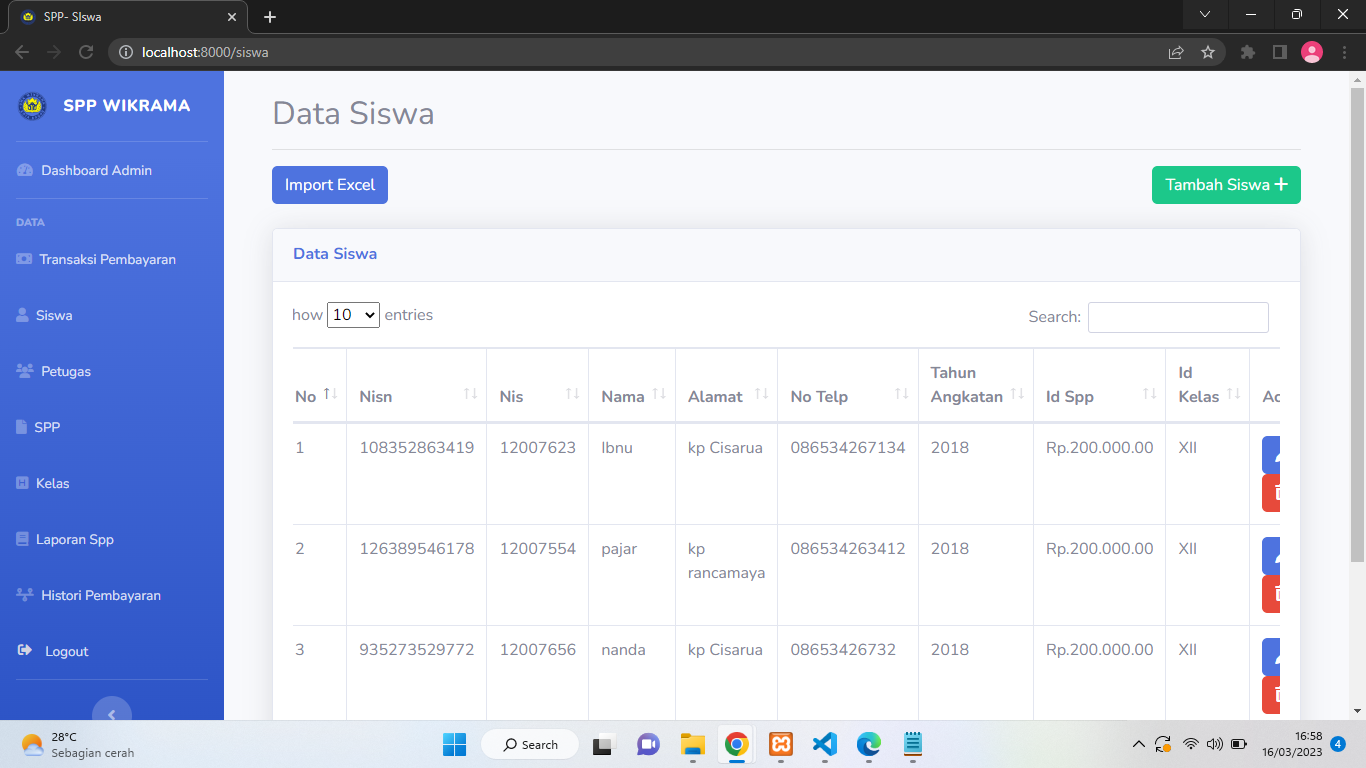 SPP- SIswa
localhost:8000/siswa
SPP WIKRAMA
Dashboard Admin
DATA
Transaksi Pembayaran
Siswa
Petugas
SPP
Kelas
Laporan Spp
Histori Pembayaran
Logout
Data Siswa
Import Excel
Tambah Siswa
Data Siswa
how 10 entries
Search:
No Nisn Nis Nama Alamat No Telp Tahun Angkatan Id Spp Id Kelas Ac
1 108352863419 12007623 Ibnu kp Cisarua 086534267134 2018 Rp.200.000.00 XII
2 126389546178 12007554 pajar kp rancamaya 086534263412 2018 Rp.200.000.00 XII
3 935273529772 12007656 nanda kp Cisarua 08653426732 2018 Rp.200.000.00 XII
28°C
Sebagian cerah
Search
16:58
16/03/2023
4